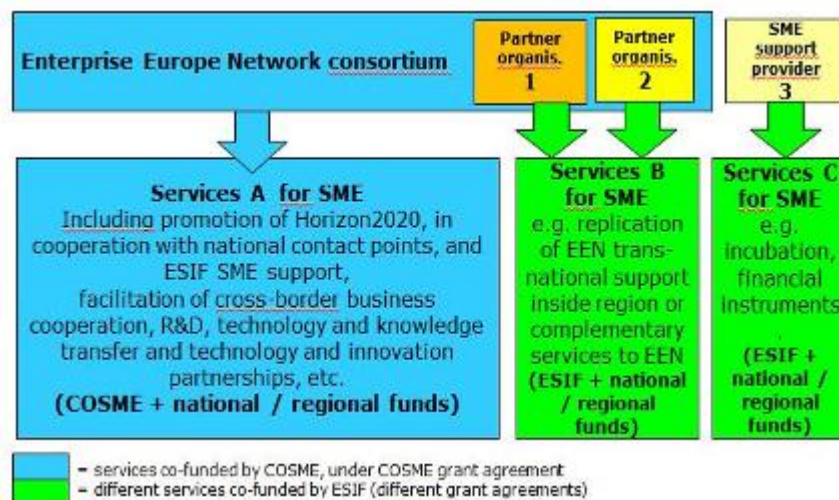 Enterprise Europe Network consortium
Partner
organis.
1
Partner
organis.
2
SME
support
provider
3
Services A for SME
Including promotion of Horizon2020, in
cooperation with national contact points, and
ESIF SME support,
facilitation of cross-border business
cooperation, R&D, technology and knowledge
transfer and technology and innovation
partnerships, etc.
(COSME + national / regional funds)
Services B
for SME
e.g. replication
of EEN trans-
national support
inside region or
complementary
services to EEN
(ESIF + national
/ regional
funds)
Services C
for SME
e.g.
incubation,
financial
instruments
.
(ESIF +
national /
regional
funds)
= services co-funded by COSME, under COSME grant agreement
= different services co-funded by ESIF (different grant agreements)